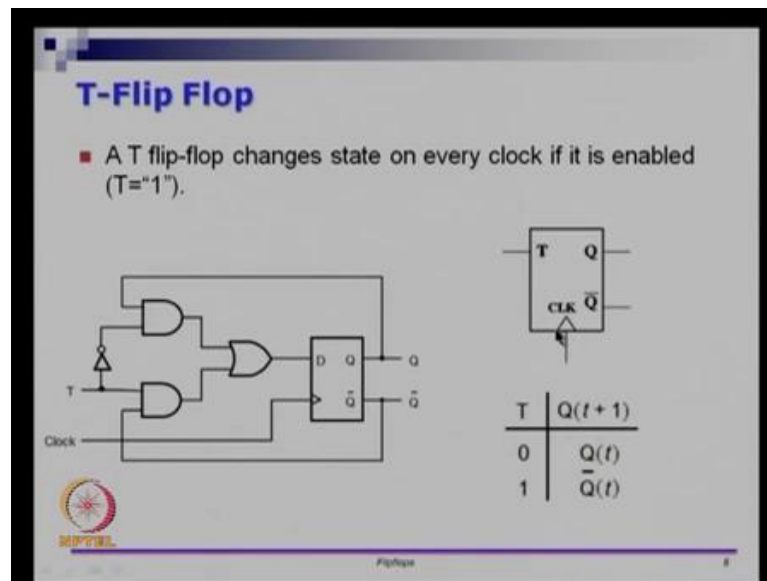 T-Flip Flop
A T flip-flop changes state on every clock if it is enabled
(T="1").
T Q
CLK Q̅
D Q Q
T
Q̅ Q̅
Clock
T Q(t + 1)
0 Q(t)
1 Q̅(t)
NPTEL
Flipflops